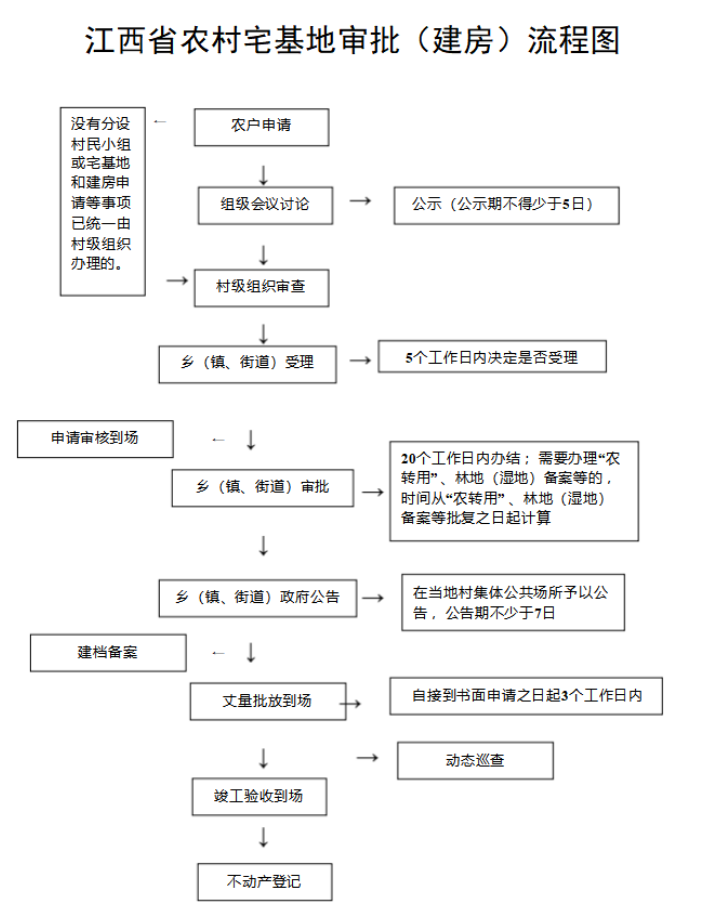 江西省农村宅基地审批（建房）流程图
没有分设
村民小组
或宅基地
和建房申
请等事项
已统一由
村级组织
办理的。
农户申请
组级会议讨论
公示（公示期不得少于5日）
村级组织审查
乡（镇、街道）受理
5个工作日内决定是否受理
申请审核到场
乡（镇、街道）审批
20个工作日内办结；需要办理“农
转用”、林地（湿地）备案等的，
时间从“农转用”、林地（湿地）
备案等批复之日起计算
乡（镇、街道）政府公告
在当地村集体公共场所予以公
告，公告期不少于7日
建档备案
丈量批放到场
自接到书面申请之日起3个工作日内
动态巡查
竣工验收到场
不动产登记